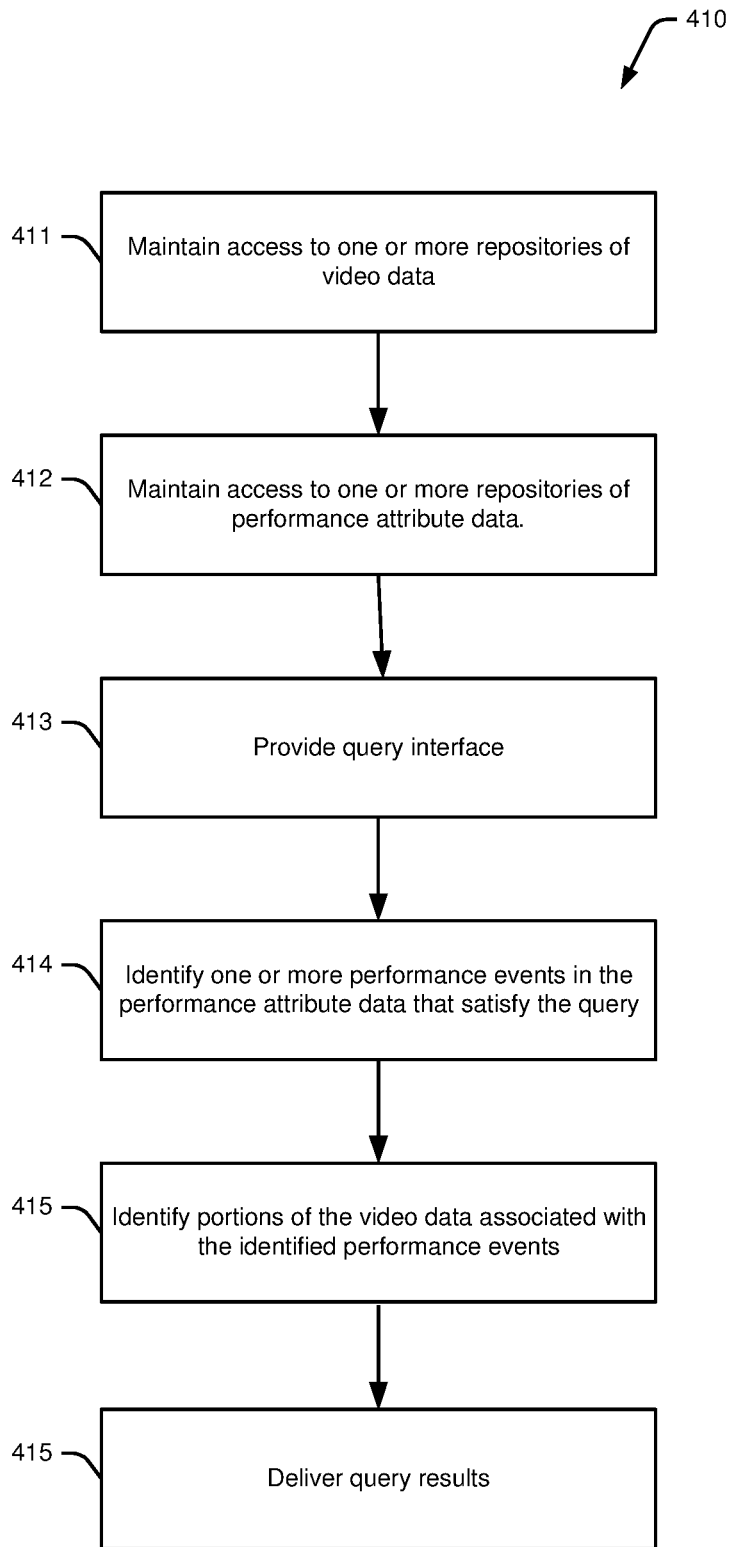 410
411
Maintain access to one or more repositories of
video data
412
Maintain access to one or more repositories of
performance attribute data.
413
Provide query interface
414
Identify one or more performance events in the
performance attribute data that satisfy the query
415
Identify portions of the video data associated with
the identified performance events
415
Deliver query results